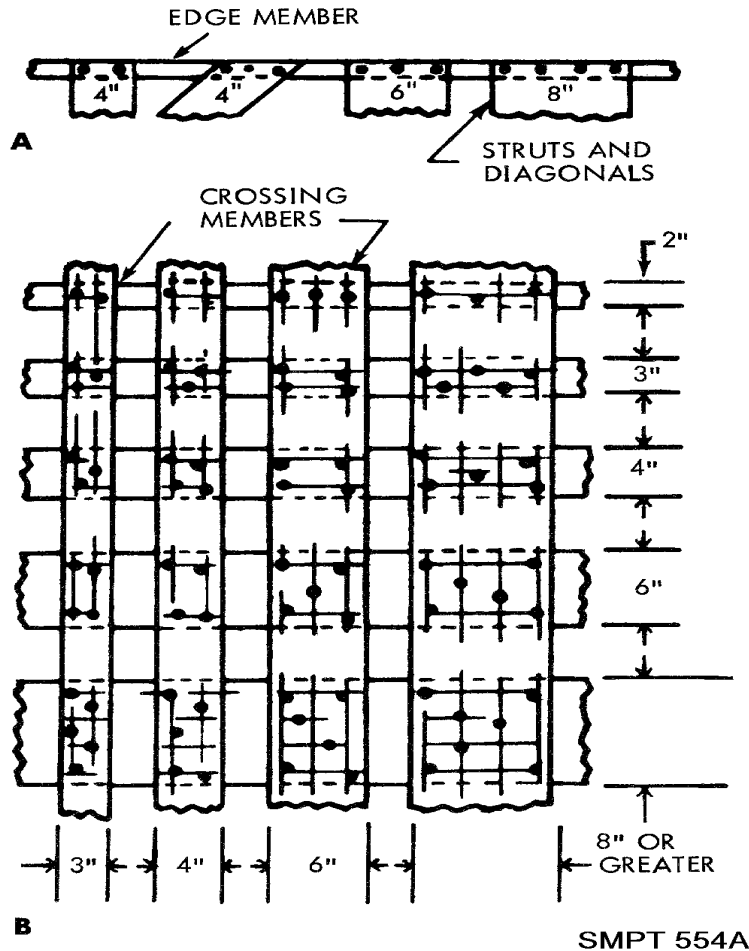 EDGE MEMBER
4" 4" 6" 8"
A
STRUTS AND
DIAGONALS
CROSSING
MEMBERS
2"
3"
4"
6"
8" OR
GREATER
3" 4" 6"
B
SMPT 554A